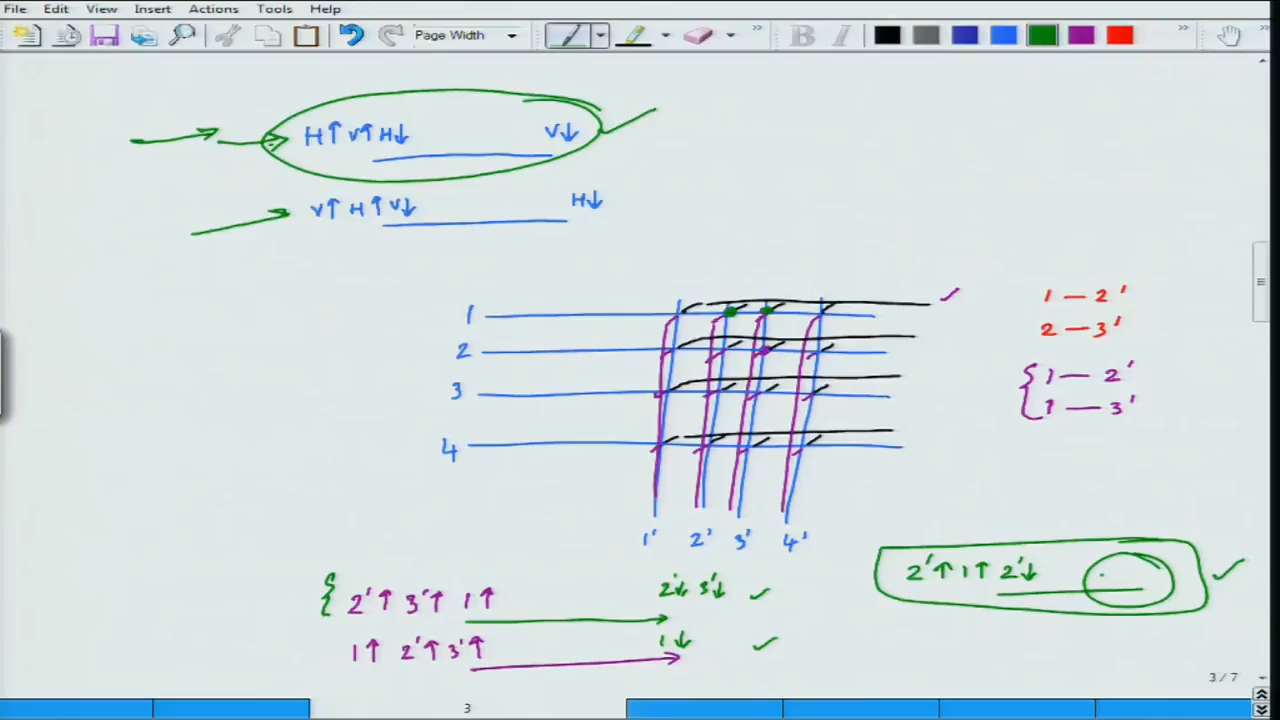 File Edit View Insert Actions Tools Help
Page Width
B I
H↑ V↑ H↓ V↓
V↑ H↑ V↓ H↓
1
2
3
4
1' 2' 3' 4'
1 — 2'
2 — 3'
{ 1 — 2'
1 — 3'
2'↑ 1↑ 2'↓
{ 2'↑ 3'↑ 1↑ 2'↓ 3'↓ ✓
1↑ 2'↑ 3'↑ 1↓ ✓
3 / 7
3